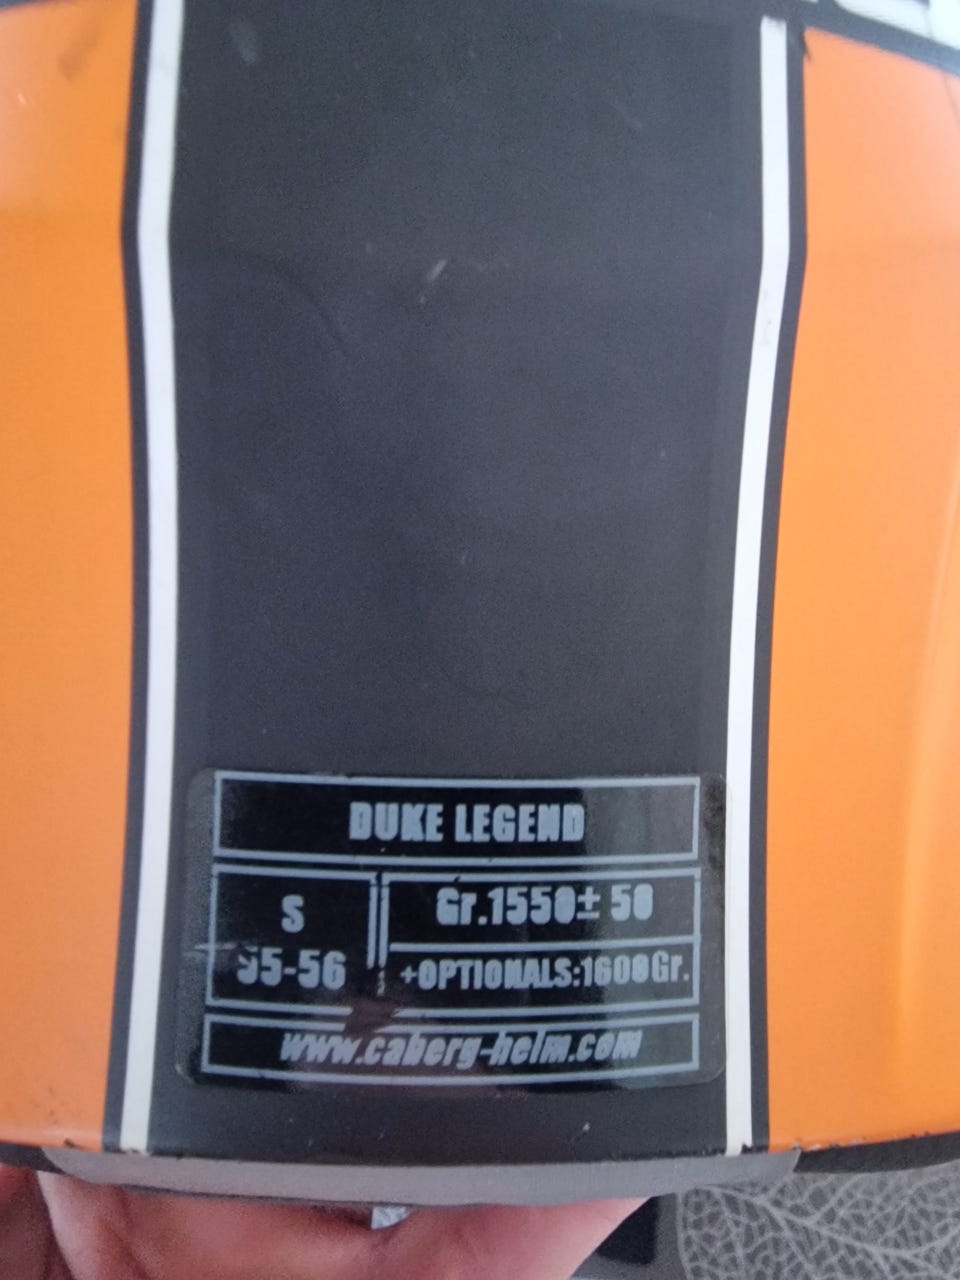 DUKE LEGEND
S
55-56
Gr.1550± 50
+OPTIONALS:1600Gr.
www.caberg-helm.com